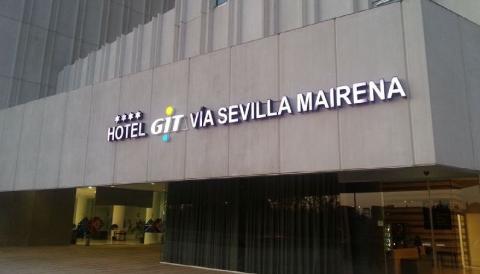 ****
HOTEL GIT VIA SEVILLA MAIRENA